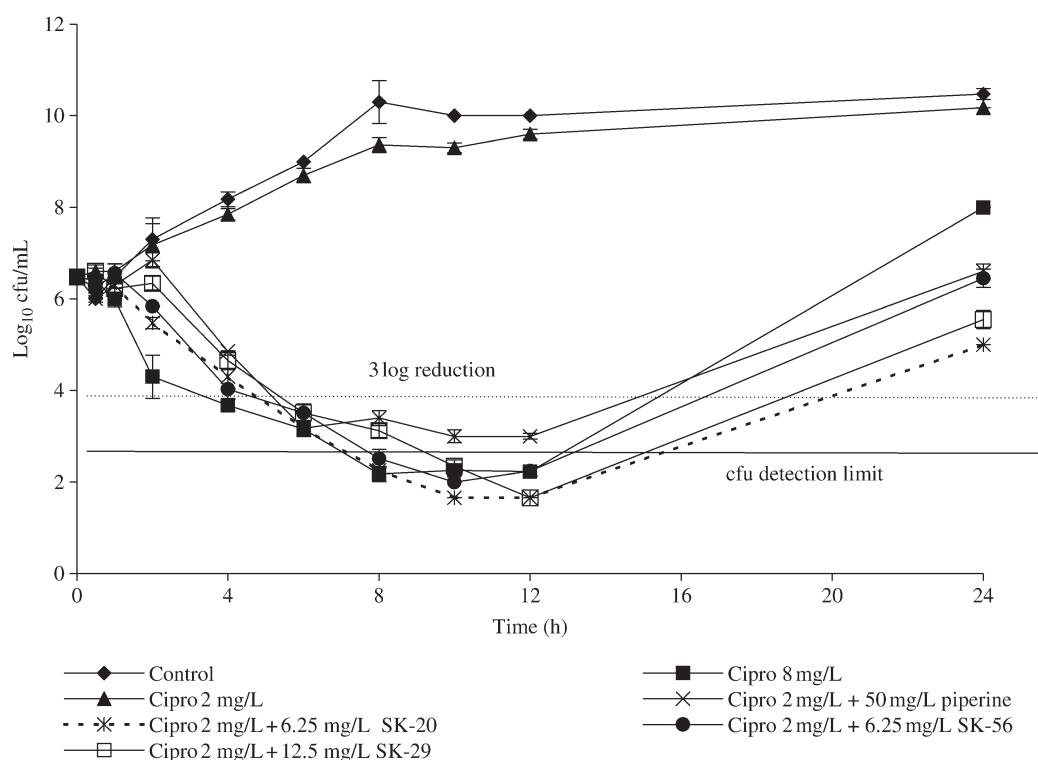 12
10
8
6
4
2
0
Log10 cfu/mL
3 log reduction
cfu detection limit
0 4 8 12 16 20 24
Time (h)
Control
Cipro 2 mg/L
Cipro 2 mg/L + 6.25 mg/L SK-20
Cipro 2 mg/L + 12.5 mg/L SK-29
Cipro 8 mg/L
Cipro 2 mg/L + 50 mg/L piperine
Cipro 2 mg/L + 6.25 mg/L SK-56